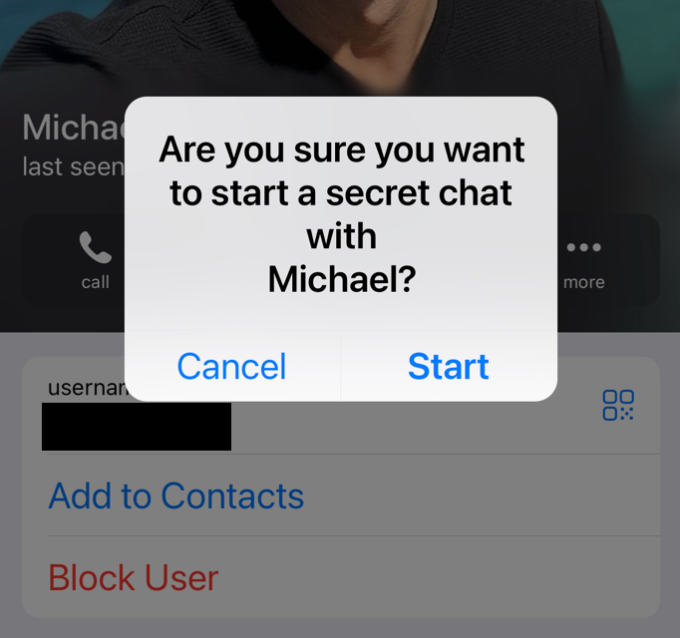 Micha
last seen
Are you sure you want
to start a secret chat
with
Michael?
call
more
Cancel
Start
usernam
Add to Contacts
Block User